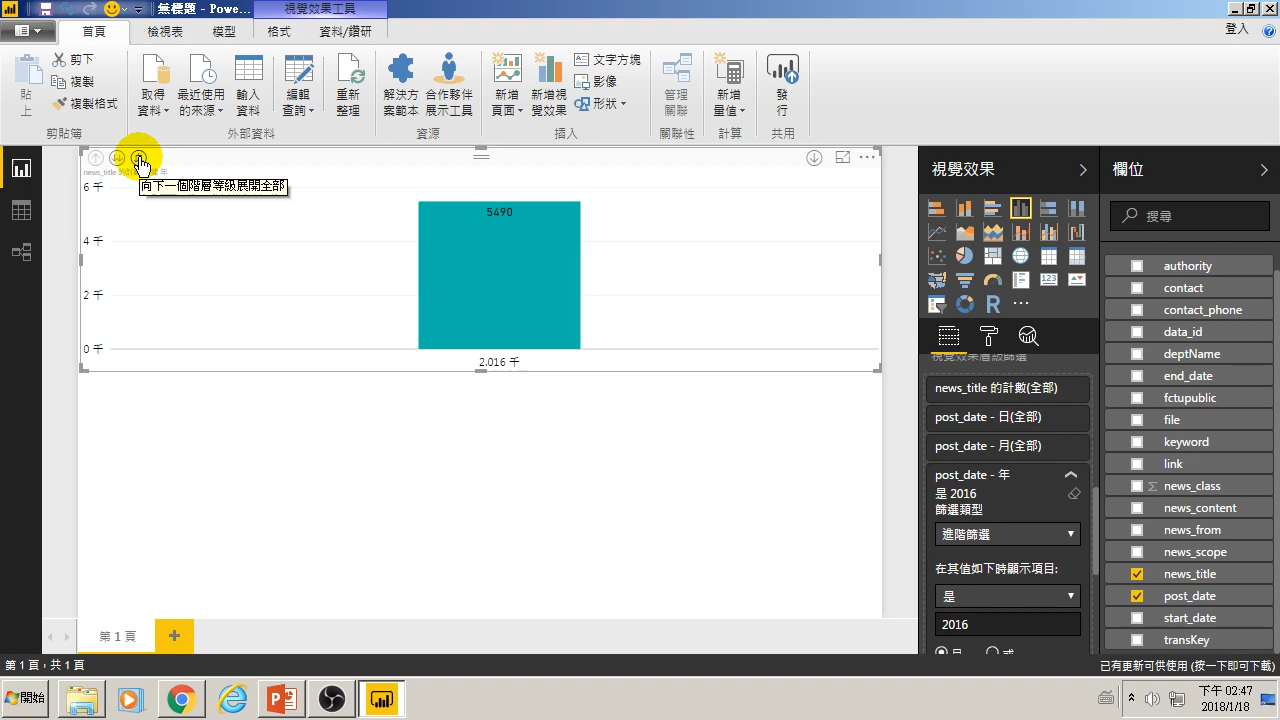 無標題 - Powe...
視覺效果工具
首頁
檢視表
模型
格式
資料/鑽研
登入
貼上
剪下
複製
複製格式
剪貼簿
取得資料
最近使用的來源
輸入資料
編輯查詢
重新整理
外部資料
解決方案範本
合作夥伴展示工具
資源
新增頁面
新增視覺效果
文字方塊
影像
形狀
插入
管理關聯
關聯性
新增量值
計算
發行
共用
向下一個階層等級展開全部
6 千
4 千
2 千
0 千
5490
2.016 千
第 1 頁
第 1 頁，共 1 頁
視覺效果
123
R
視覺效果層級篩選
news_title 的計數(全部)
post_date - 日(全部)
post_date - 月(全部)
post_date - 年
是 2016
篩選類型
進階篩選
在其值如下時顯示項目:
是
2016
欄位
搜尋
authority
contact
contact_phone
data_id
deptName
end_date
fctupublic
file
keyword
link
news_class
news_content
news_from
news_scope
news_title
post_date
start_date
transKey
已有更新可供使用 (按一下即可下載)
開始
下午 02:47
2018/1/18